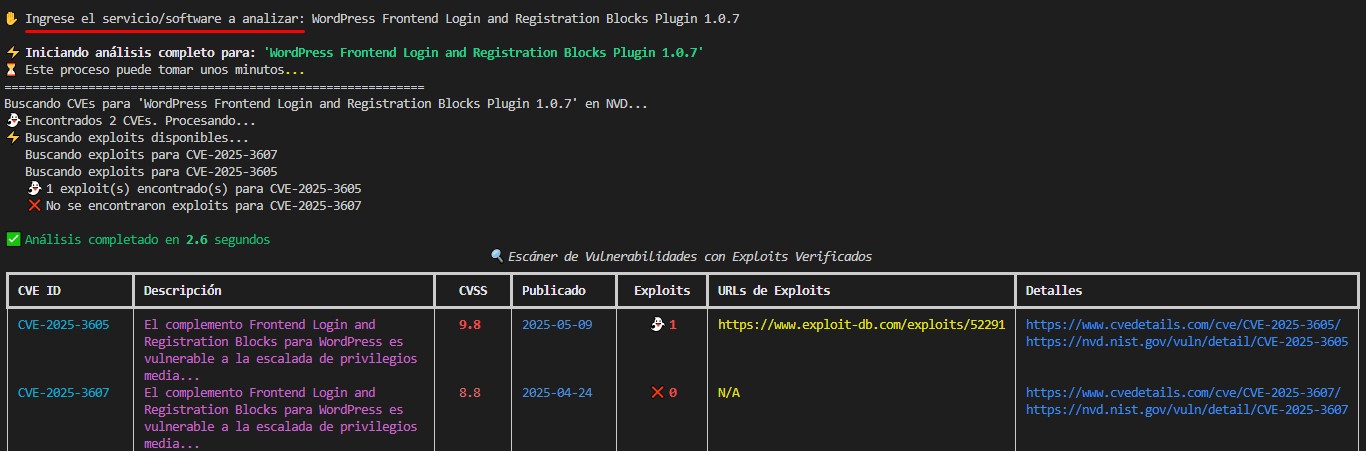 ✋ Ingrese el servicio/software a analizar: WordPress Frontend Login and Registration Blocks Plugin 1.0.7
⚡ Iniciando análisis completo para: 'WordPress Frontend Login and Registration Blocks Plugin 1.0.7'
⏳ Este proceso puede tomar unos minutos...
============================================================
Buscando CVEs para 'WordPress Frontend Login and Registration Blocks Plugin 1.0.7' en NVD...
👻 Encontrados 2 CVEs. Procesando...
⚡ Buscando exploits disponibles...
Buscando exploits para CVE-2025-3607
Buscando exploits para CVE-2025-3605
👻 1 exploit(s) encontrado(s) para CVE-2025-3605
❌ No se encontraron exploits para CVE-2025-3607
✅ Análisis completado en 2.6 segundos
🔍 Escáner de Vulnerabilidades con Exploits Verificados
CVE ID Descripción CVSS Publicado Exploits URLs de Exploits Detalles
CVE-2025-3605 El complemento Frontend Login and 9.8 2025-05-09 👻 1 https://www.exploit-db.com/exploits/52291 https://www.cvedetails.com/cve/CVE-2025-3605/
Registration Blocks para WordPress es https://nvd.nist.gov/vuln/detail/CVE-2025-3605
vulnerable a la escalada de privilegios
media...
CVE-2025-3607 El complemento Frontend Login and 8.8 2025-04-24 ❌ 0 N/A https://www.cvedetails.com/cve/CVE-2025-3607/
Registration Blocks para WordPress es https://nvd.nist.gov/vuln/detail/CVE-2025-3607
vulnerable a la escalada de privilegios
media...